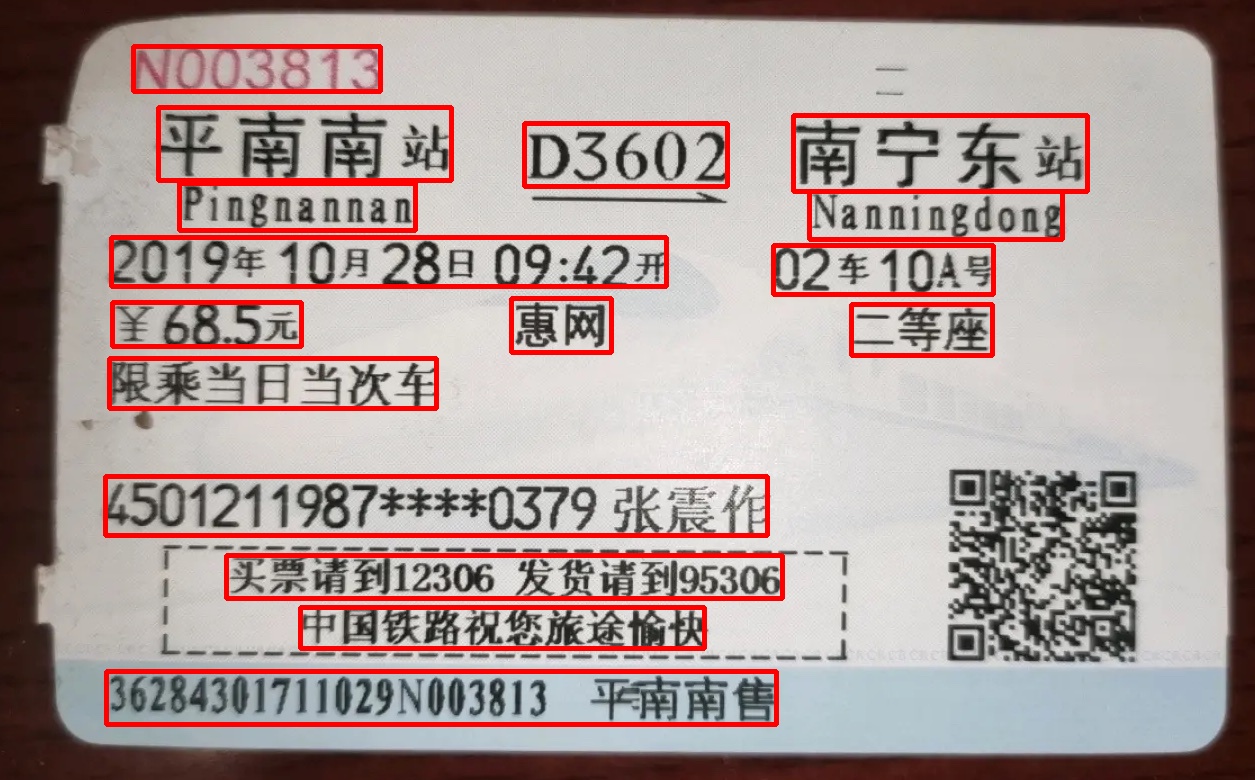 N003813
平南南站 D3602 南宁东站
Pingnannan Nanningdong
2019年10月28日 09:42开 02车10A号
￥68.5元 惠网 二等座
限乘当日当次车
4501211987****0379 张震作
买票请到12306 发货请到95306
中国铁路祝您旅途愉快
36284301711029N003813 平南南售